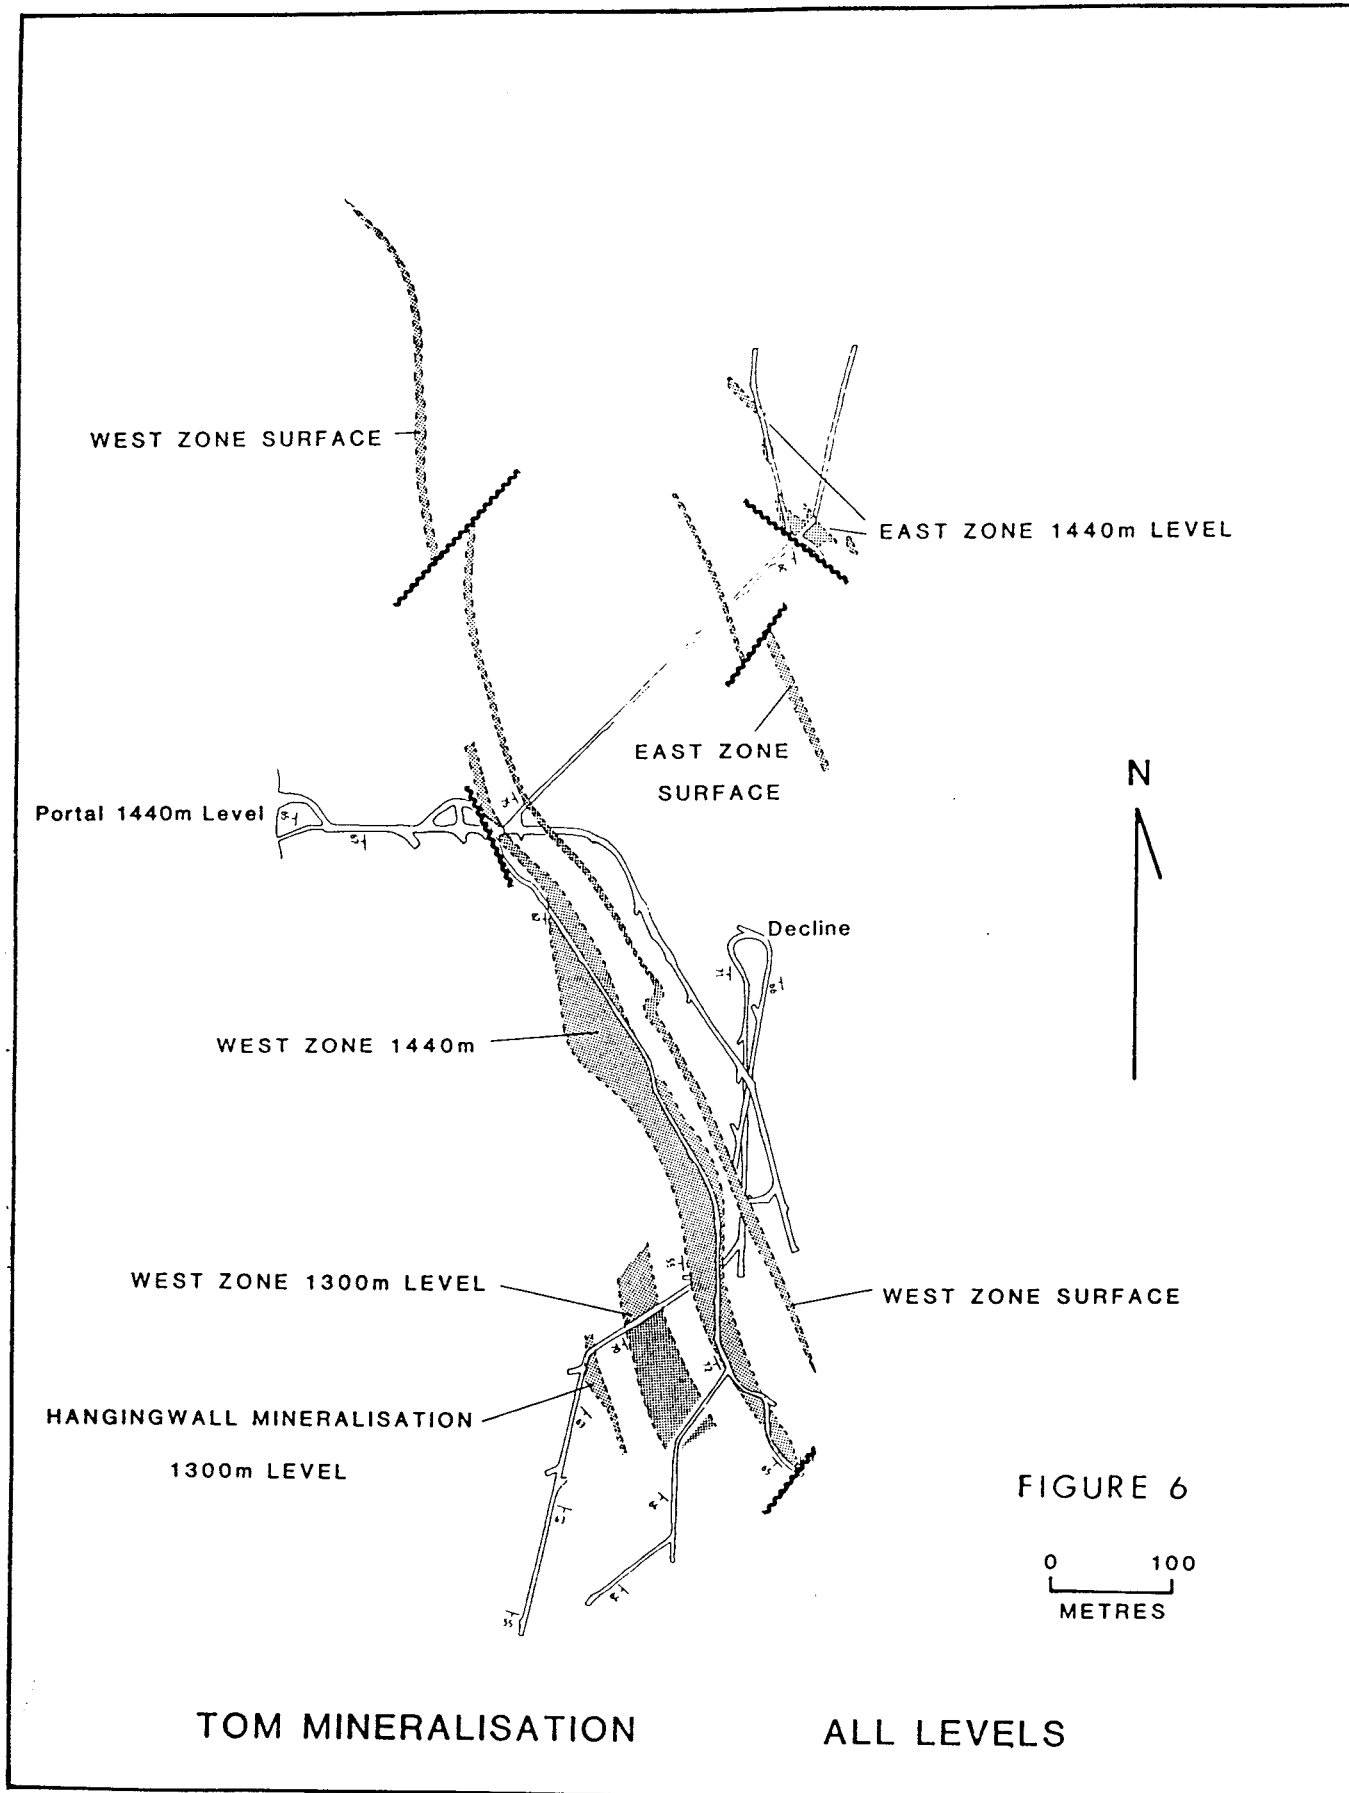 WEST ZONE SURFACE
EAST ZONE 1440m LEVEL
EAST ZONE
SURFACE
N
Portal 1440m Level
Decline
WEST ZONE 1440m
WEST ZONE 1300m LEVEL
WEST ZONE SURFACE
HANGINGWALL MINERALISATION
1300m LEVEL
FIGURE 6
0 100
METRES
TOM MINERALISATION ALL LEVELS